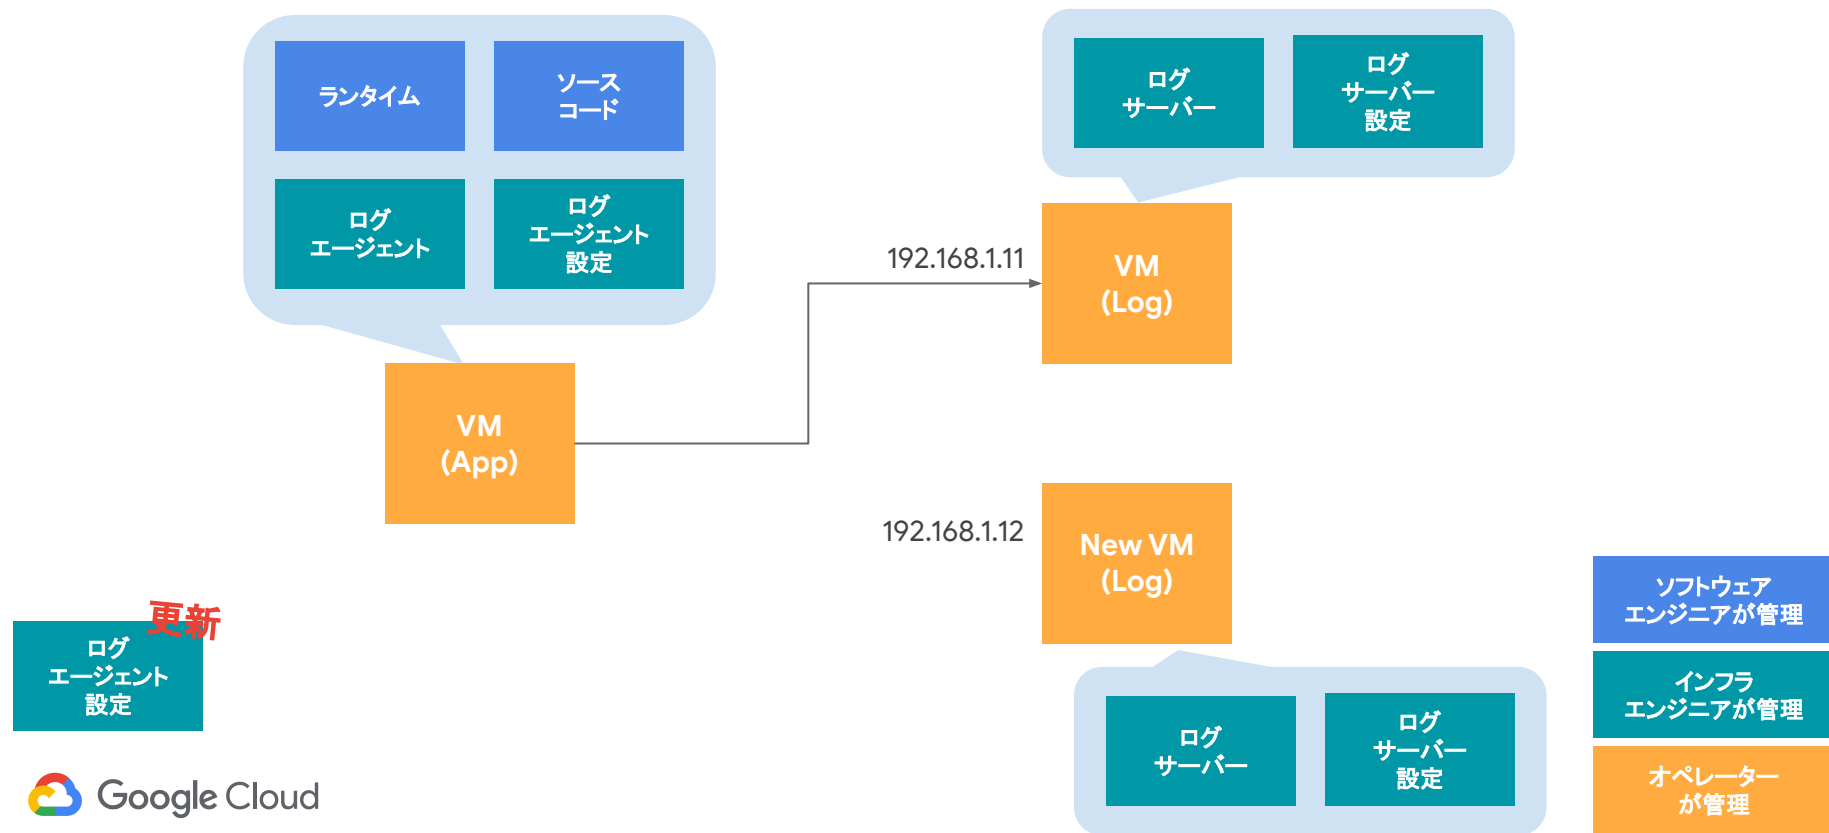 ランタイム
ソース
コード
ログ
エージェント
ログ
エージェント
設定
VM
(App)
ログ
サーバー
ログ
サーバー
設定
192.168.1.11
VM
(Log)
192.168.1.12
New VM
(Log)
ログ
サーバー
ログ
サーバー
設定
更新
ログ
エージェント
設定
ソフトウェア
エンジニアが管理
インフラ
エンジニアが管理
オペレーター
が管理
Google Cloud